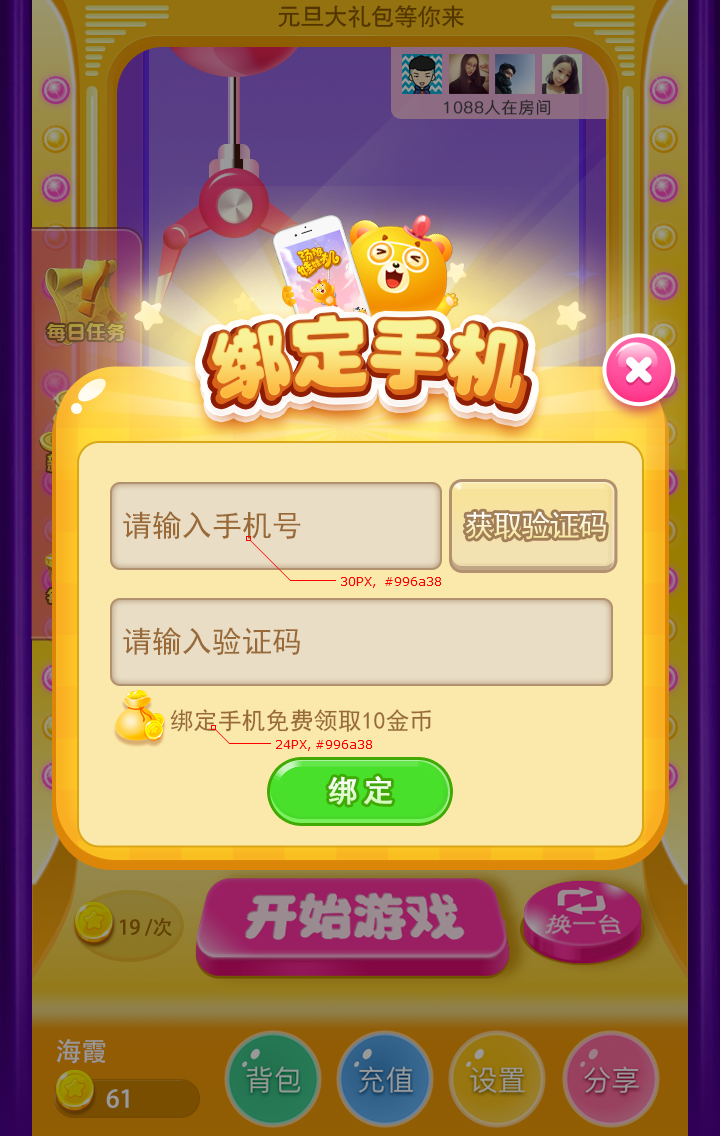 元旦大礼包等你来
1088人在房间
每日任务
绑定手机
请输入手机号
获取验证码
30PX, #996a38
请输入验证码
绑定手机免费领取10金币
24PX, #996a38
绑定
19/次
开始游戏
换一台
海霞
61
背包
充值
设置
分享